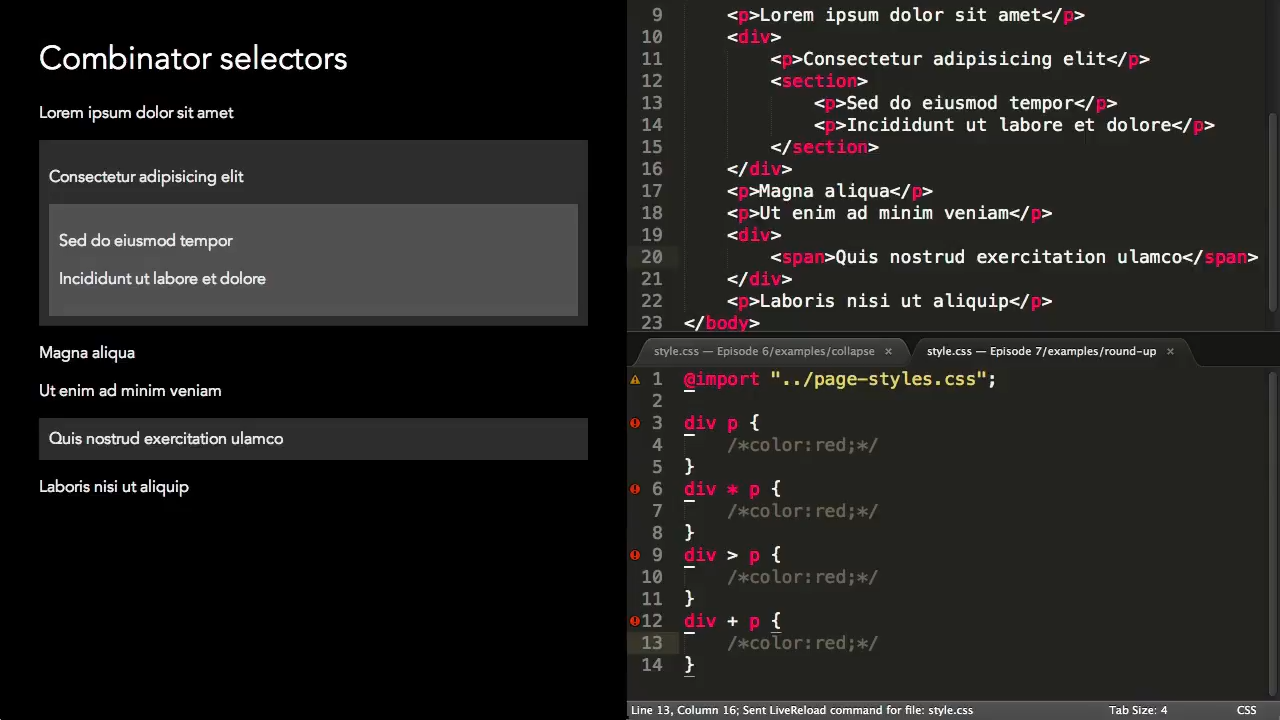 Combinator selectors
Lorem ipsum dolor sit amet
Consectetur adipisicing elit
Sed do eiusmod tempor
Incididunt ut labore et dolore
Magna aliqua
Ut enim ad minim veniam
Quis nostrud exercitation ulamco
Laboris nisi ut aliquip
9 <p>Lorem ipsum dolor sit amet</p>
10 <div>
11 <p>Consectetur adipisicing elit</p>
12 <section>
13 <p>Sed do eiusmod tempor</p>
14 <p>Incididunt ut labore et dolore</p>
15 </section>
16 </div>
17 <p>Magna aliqua</p>
18 <p>Ut enim ad minim veniam</p>
19 <div>
20 <span>Quis nostrud exercitation ulamco</span>
21 </div>
22 <p>Laboris nisi ut aliquip</p>
23 </body>
style.css — Episode 6/examples/collapse ×
style.css — Episode 7/examples/round-up ×
1 @import "../page-styles.css";
2
3 div p {
4 /*color:red;*/
5 }
6 div * p {
7 /*color:red;*/
8 }
9 div > p {
10 /*color:red;*/
11 }
12 div + p {
13 /*color:red;*/
14 }
Line 13, Column 16; Sent LiveReload command for file: style.css
Tab Size: 4
CSS